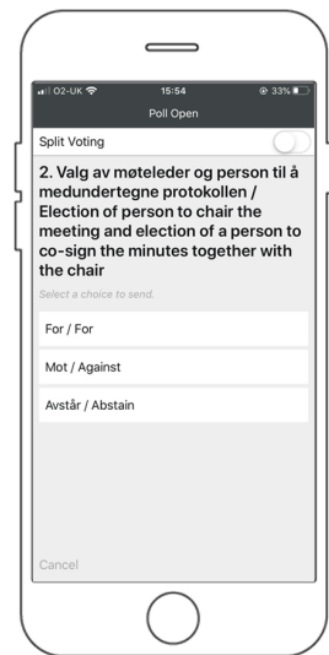 O2-UK 15:54 33%
Poll Open
Split Voting
2. Valg av møteleder og person til å
medundertegne protokollen /
Election of person to chair the
meeting and election of a person to
co-sign the minutes together with
the chair
Select a choice to send.
For / For
Mot / Against
Avstår / Abstain
Cancel